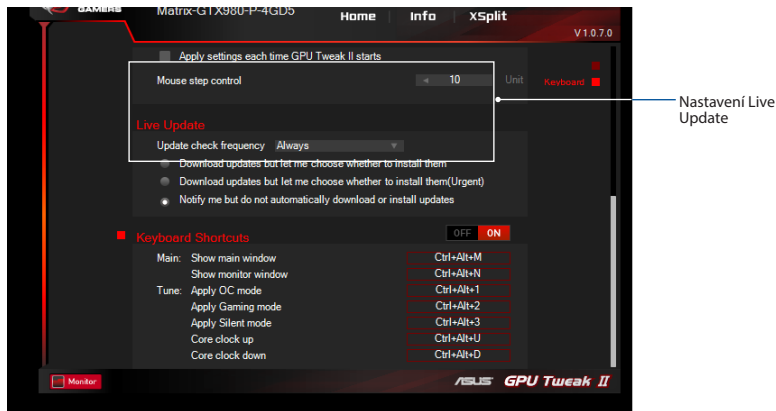 GAMERS
Matrix-GTX980-P-4GD5
Home Info XSplit
V 1.0.7.0
Apply settings each time GPU Tweak II starts
Mouse step control 10 Unit
Keyboard
Nastavení Live
Update
Live Update
Update check frequency Always
Download updates but let me choose whether to install them
Download updates but let me choose whether to install them(Urgent)
Notify me but do not automatically download or install updates
Keyboard Shortcuts OFF ON
Main: Show main window Ctrl+Alt+M
Show monitor window Ctrl+Alt+N
Tune: Apply OC mode Ctrl+Alt+1
Apply Gaming mode Ctrl+Alt+2
Apply Silent mode Ctrl+Alt+3
Core clock up Ctrl+Alt+U
Core clock down Ctrl+Alt+D
Monitor
ASUS GPU Tweak II